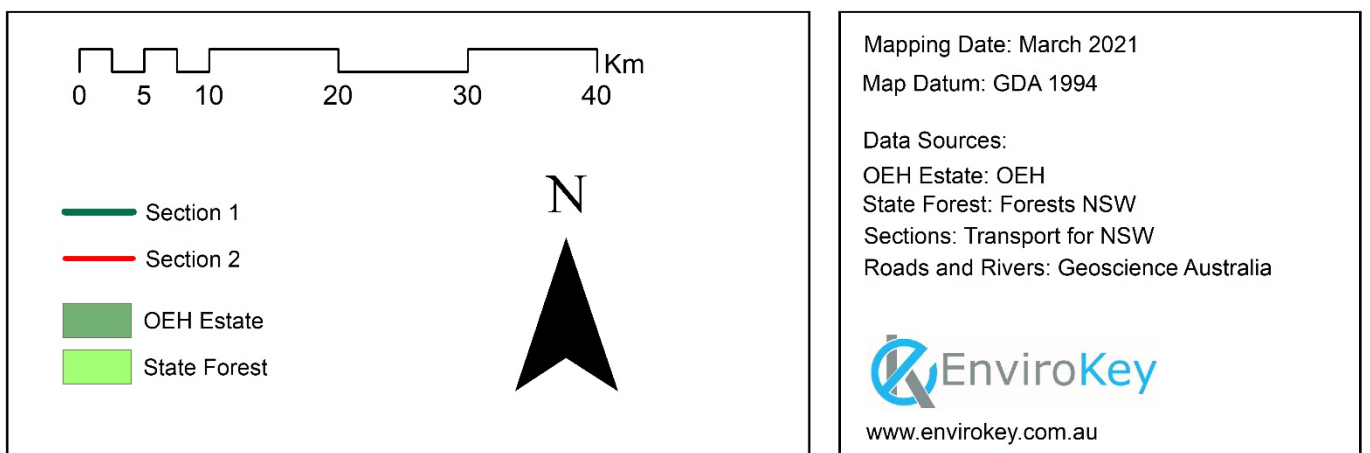 Km
0 5 10 20 30 40
N
Section 1
Section 2
OEH Estate
State Forest
Mapping Date: March 2021
Map Datum: GDA 1994
Data Sources:
OEH Estate: OEH
State Forest: Forests NSW
Sections: Transport for NSW
Roads and Rivers: Geoscience Australia
EnviroKey
www.envirokey.com.au